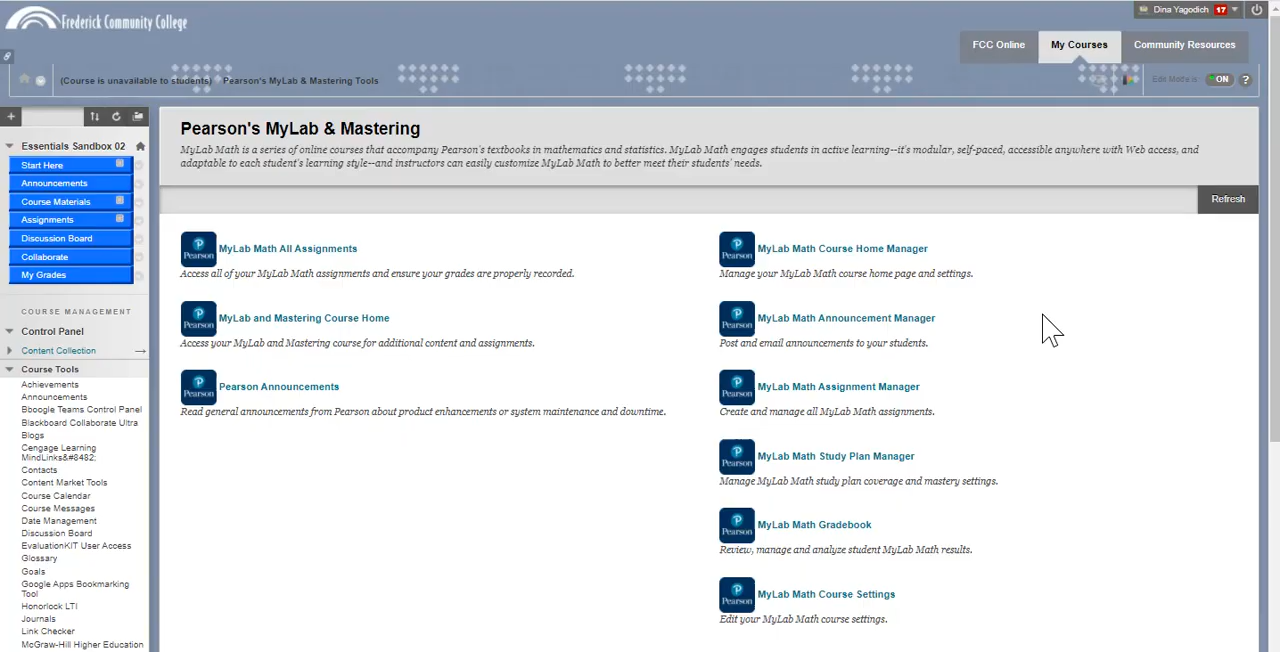 Frederick Community College
Dina Yagodich 17
FCC Online My Courses Community Resources
(Course is unavailable to students) Pearson's MyLab & Mastering Tools
Edit Mode is: ON ?
Essentials Sandbox 02
Start Here
Announcements
Course Materials
Assignments
Discussion Board
Collaborate
My Grades
COURSE MANAGEMENT
Control Panel
Content Collection
Course Tools
Achievements
Announcements
Bboogle Teams Control Panel
Blackboard Collaborate Ultra
Blogs
Cengage Learning
MindLinks&#8482;
Contacts
Content Market Tools
Course Calendar
Course Messages
Date Management
Discussion Board
EvaluationKIT User Access
Glossary
Goals
Google Apps Bookmarking
Tool
Honorlock LTI
Journals
Link Checker
McGraw-Hill Higher Education
Pearson's MyLab & Mastering
MyLab Math is a series of online courses that accompany Pearson's textbooks in mathematics and statistics. MyLab Math engages students in active learning--it's modular, self-paced, accessible anywhere with Web access, and
adaptable to each student's learning style--and instructors can easily customize MyLab Math to better meet their students' needs.
Refresh
Pearson MyLab Math All Assignments
Access all of your MyLab Math assignments and ensure your grades are properly recorded.
Pearson MyLab and Mastering Course Home
Access your MyLab and Mastering course for additional content and assignments.
Pearson Pearson Announcements
Read general announcements from Pearson about product enhancements or system maintenance and downtime.
Pearson MyLab Math Course Home Manager
Manage your MyLab Math course home page and settings.
Pearson MyLab Math Announcement Manager
Post and email announcements to your students.
Pearson MyLab Math Assignment Manager
Create and manage all MyLab Math assignments.
Pearson MyLab Math Study Plan Manager
Manage MyLab Math study plan coverage and mastery settings.
Pearson MyLab Math Gradebook
Review, manage and analyze student MyLab Math results.
Pearson MyLab Math Course Settings
Edit your MyLab Math course settings.